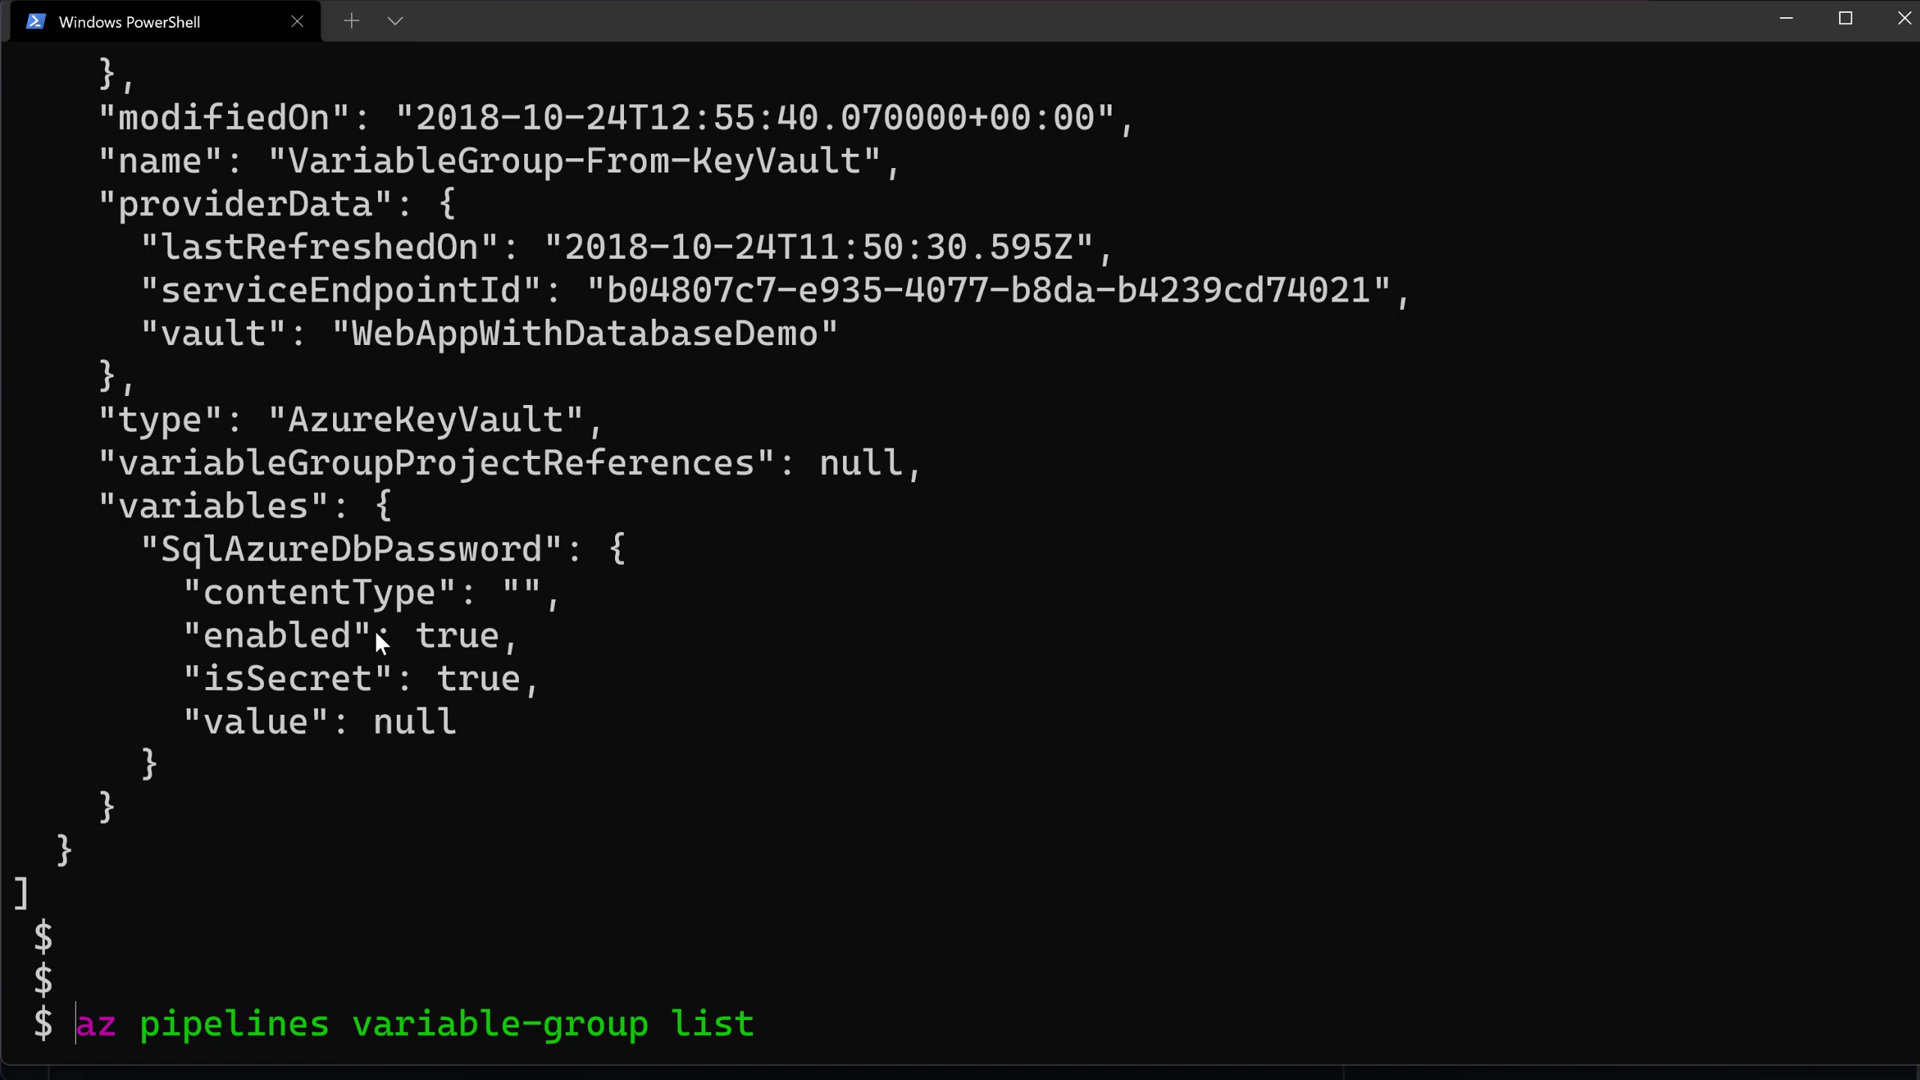 Windows PowerShell
},
"modifiedOn": "2018-10-24T12:55:40.070000+00:00",
"name": "VariableGroup-From-KeyVault",
"providerData": {
"lastRefreshedOn": "2018-10-24T11:50:30.595Z",
"serviceEndpointId": "b04807c7-e935-4077-b8da-b4239cd74021",
"vault": "WebAppWithDatabaseDemo"
},
"type": "AzureKeyVault",
"variableGroupProjectReferences": null,
"variables": {
"SqlAzureDbPassword": {
"contentType": "",
"enabled": true,
"isSecret": true,
"value": null
}
}
}
]
$
$
$ az pipelines variable-group list